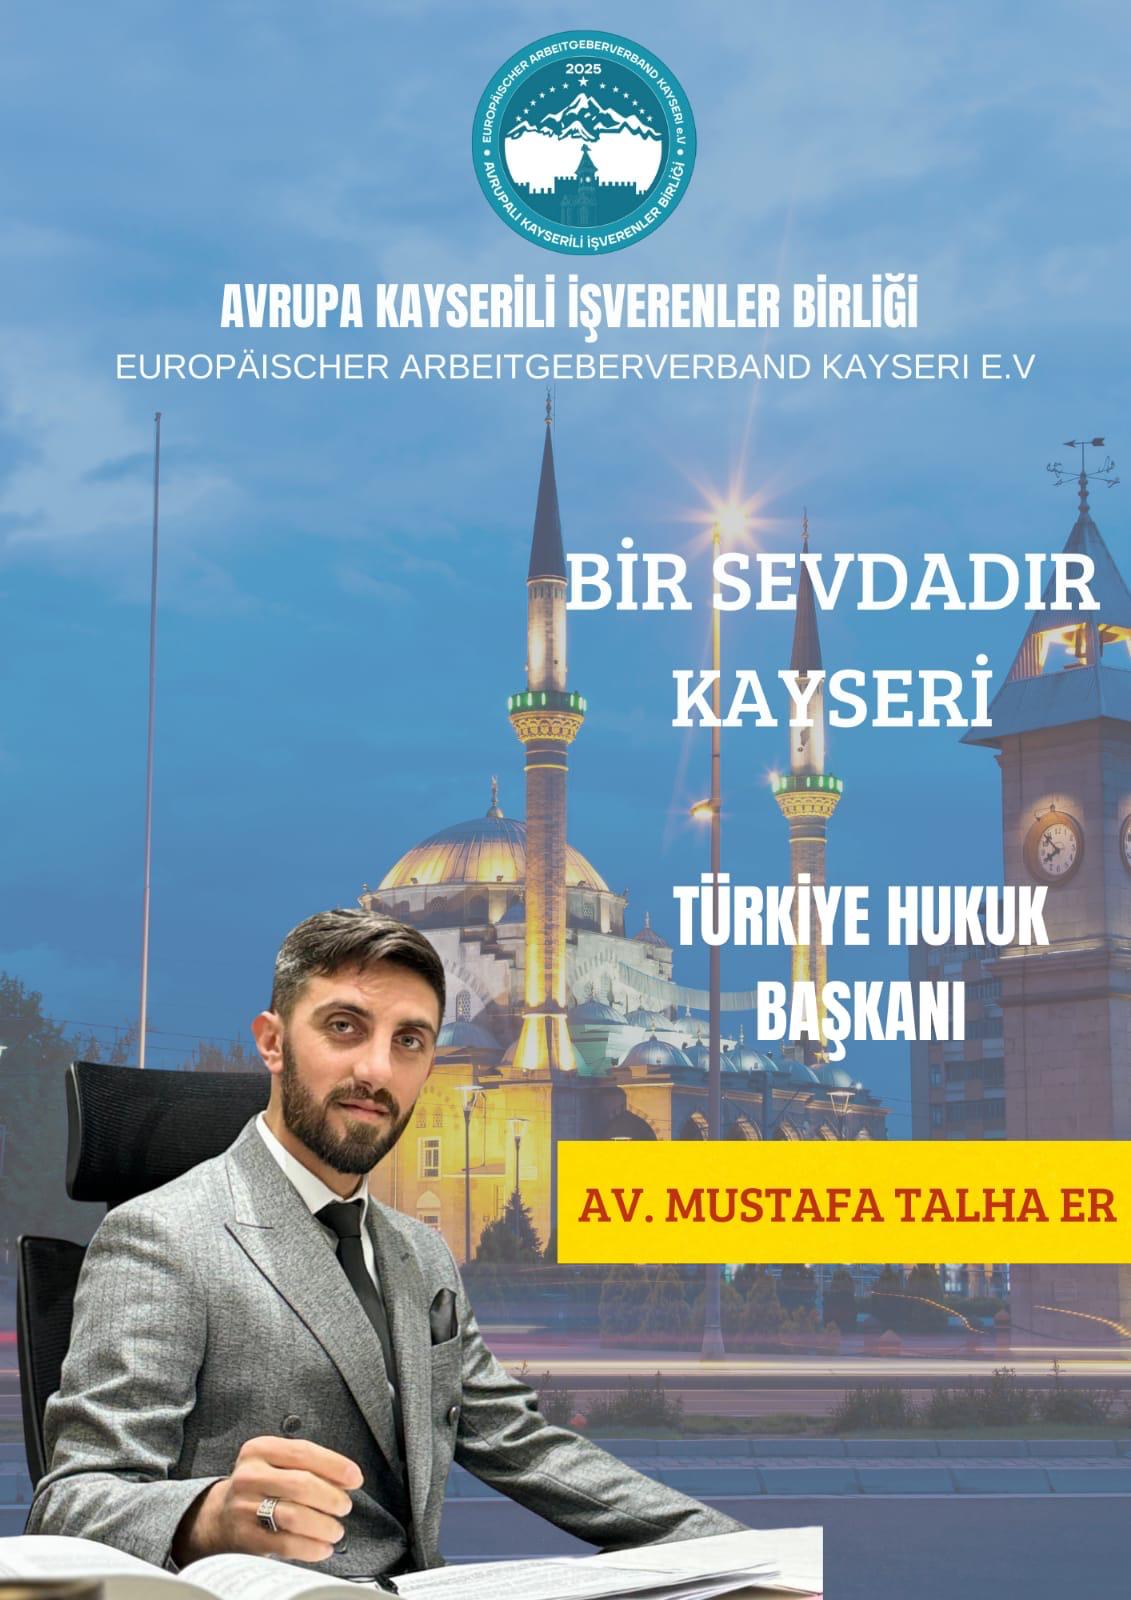 EUROPÄISCHER ARBEITGEBERVERBAND KAYSERI e.V
2025
AVRUPALI KAYSERİLİ İŞVERENLER BİRLİĞİ
AVRUPA KAYSERİLİ İŞVERENLER BİRLİĞİ
EUROPÄISCHER ARBEITGEBERVERBAND KAYSERI E.V
BİR SEVDADIR
KAYSERİ
TÜRKİYE HUKUK
BAŞKANI
AV. MUSTAFA TALHA ER